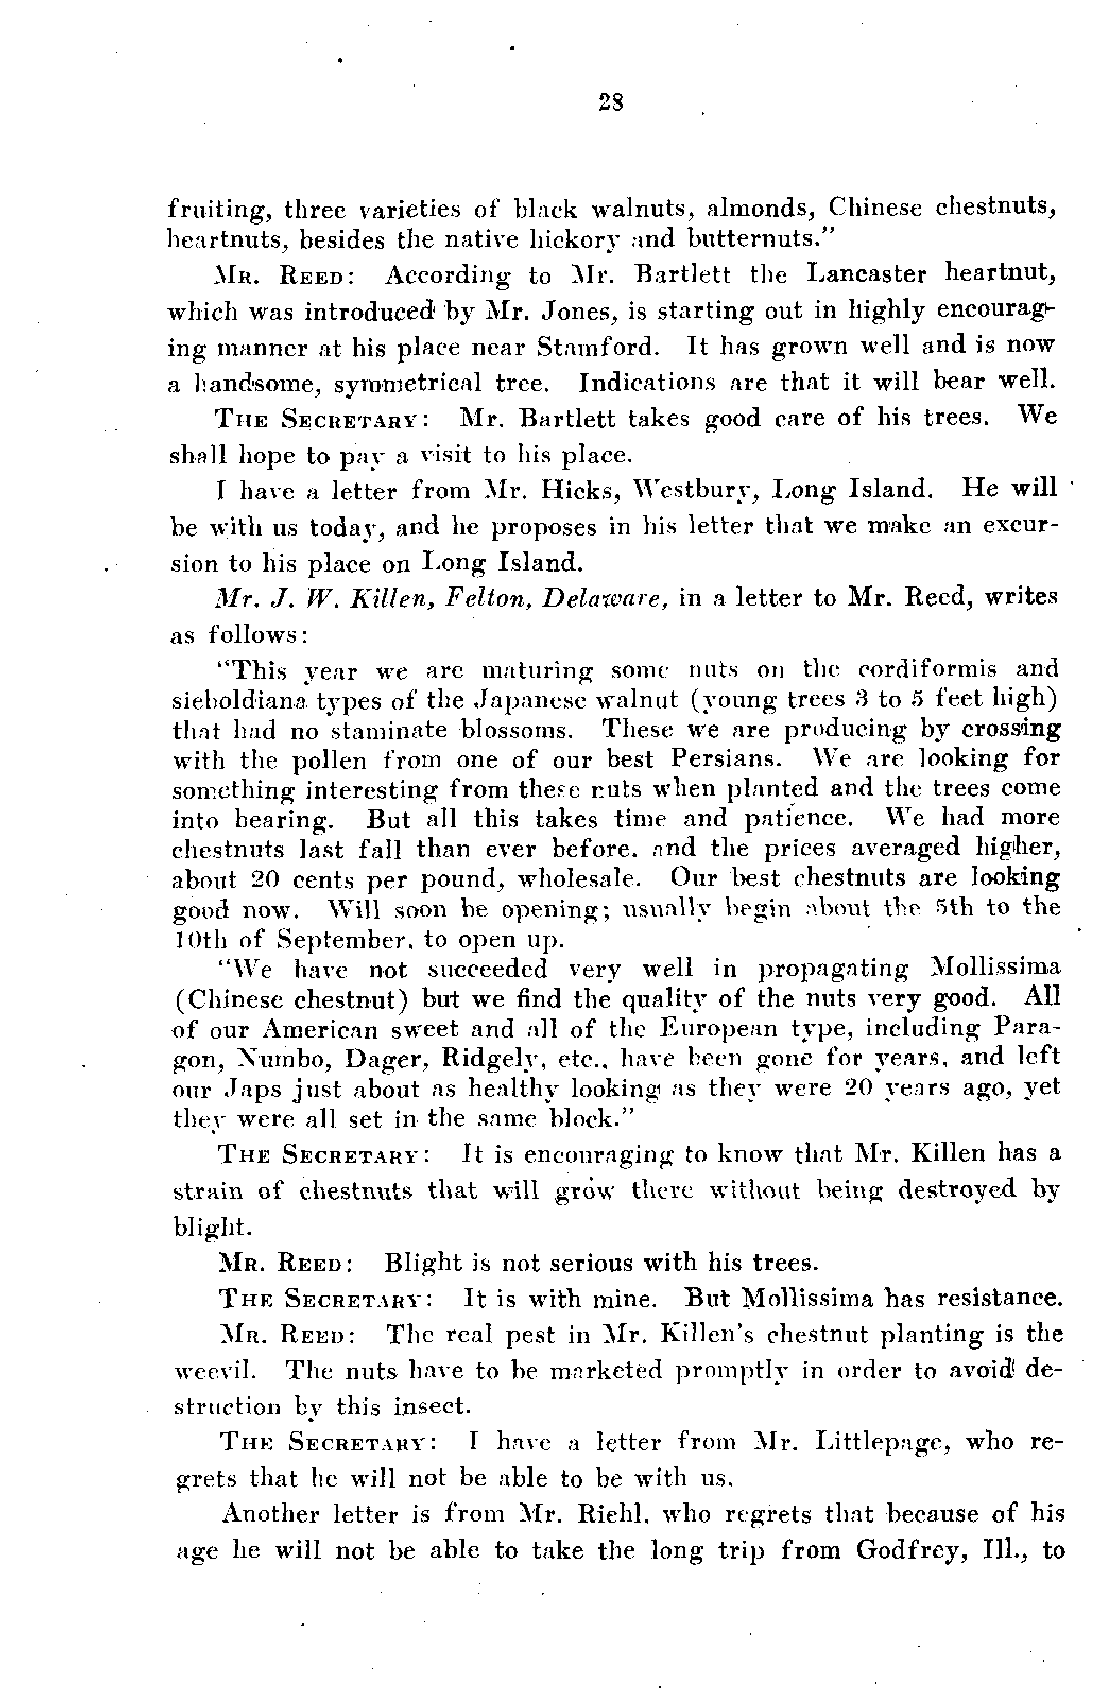 28
fruiting, three varieties of black walnuts, almonds, Chinese chestnuts,
heartnuts, besides the native hickory and butternuts."
MR. REED: According to Mr. Bartlett the Lancaster heartnut,
which was introduced by Mr. Jones, is starting out in highly encourag-
ing manner at his place near Stamford. It has grown well and is now
a handsome, symmetrical tree. Indications are that it will bear well.
THE SECRETARY: Mr. Bartlett takes good care of his trees. We
shall hope to pay a visit to his place.
I have a letter from Mr. Hicks, Westbury, Long Island. He will
be with us today, and he proposes in his letter that we make an excur-
sion to his place on Long Island.
Mr. J. W. Killen, Felton, Delaware, in a letter to Mr. Reed, writes
as follows:
"This year we are maturing some nuts on the cordiformis and
sieboldiana types of the Japanese walnut (young trees 3 to 5 feet high)
that had no staminate blossoms. These we are producing by crossing
with the pollen from one of our best Persians. We are looking for
something interesting from these nuts when planted and the trees come
into bearing. But all this takes time and patience. We had more
chestnuts last fall than ever before, and the prices averaged higher,
about 20 cents per pound, wholesale. Our best chestnuts are looking
good now. Will soon be opening; usually begin about the 5th to the
10th of September, to open up.
"We have not succeeded very well in propagating Mollissima
(Chinese chestnut) but we find the quality of the nuts very good. All
of our American sweet and all of the European type, including Para-
gon, Numbo, Dager, Ridgely, etc., have been gone for years, and left
our Japs just about as healthy looking as they were 20 years ago, yet
they were all set in the same block."
THE SECRETARY: It is encouraging to know that Mr. Killen has a
strain of chestnuts that will grow there without being destroyed by
blight.
MR. REED: Blight is not serious with his trees.
THE SECRETARY: It is with mine. But Mollissima has resistance.
MR. REED: The real pest in Mr. Killen's chestnut planting is the
weevil. The nuts have to be marketed promptly in order to avoid de-
struction by this insect.
THE SECRETARY: I have a letter from Mr. Littlepage, who re-
grets that he will not be able to be with us.
Another letter is from Mr. Riehl, who regrets that because of his
age he will not be able to take the long trip from Godfrey, Ill., to